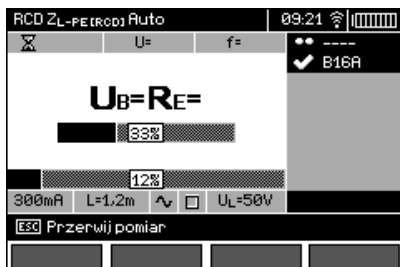 RCD ZL-PE[RCD] Auto 09:21
U= f= ----
B16A
UB=RE=
33%
12%
300mA L=1,2m UL=50V
ESC Przerwij pomiar